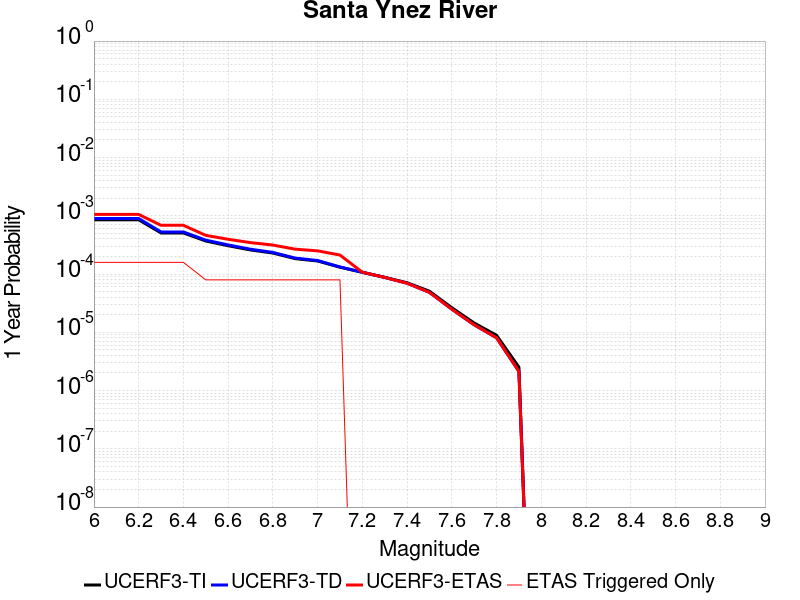 Santa Ynez River
1 Year Probability
10^0
10^-1
10^-2
10^-3
10^-4
10^-5
10^-6
10^-7
10^-8
6 6.2 6.4 6.6 6.8 7 7.2 7.4 7.6 7.8 8 8.2 8.4 8.6 8.8 9
Magnitude
UCERF3-TI UCERF3-TD UCERF3-ETAS ETAS Triggered Only